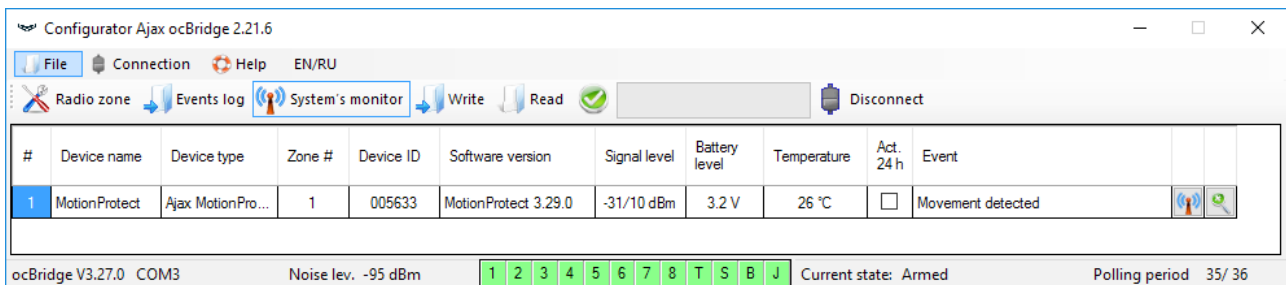 Configurator Ajax ocBridge 2.21.6
File Connection Help EN/RU
Radio zone Events log System's monitor Write Read Disconnect
# Device name Device type Zone # Device ID Software version Signal level Battery level Temperature Act. 24 h Event
1 MotionProtect Ajax MotionPro... 1 005633 MotionProtect 3.29.0 -31/10 dBm 3.2 V 26 °C Movement detected
ocBridge V3.27.0 COM3 Noise lev. -95 dBm 1 2 3 4 5 6 7 8 T S B J Current state: Armed Polling period 35/ 36